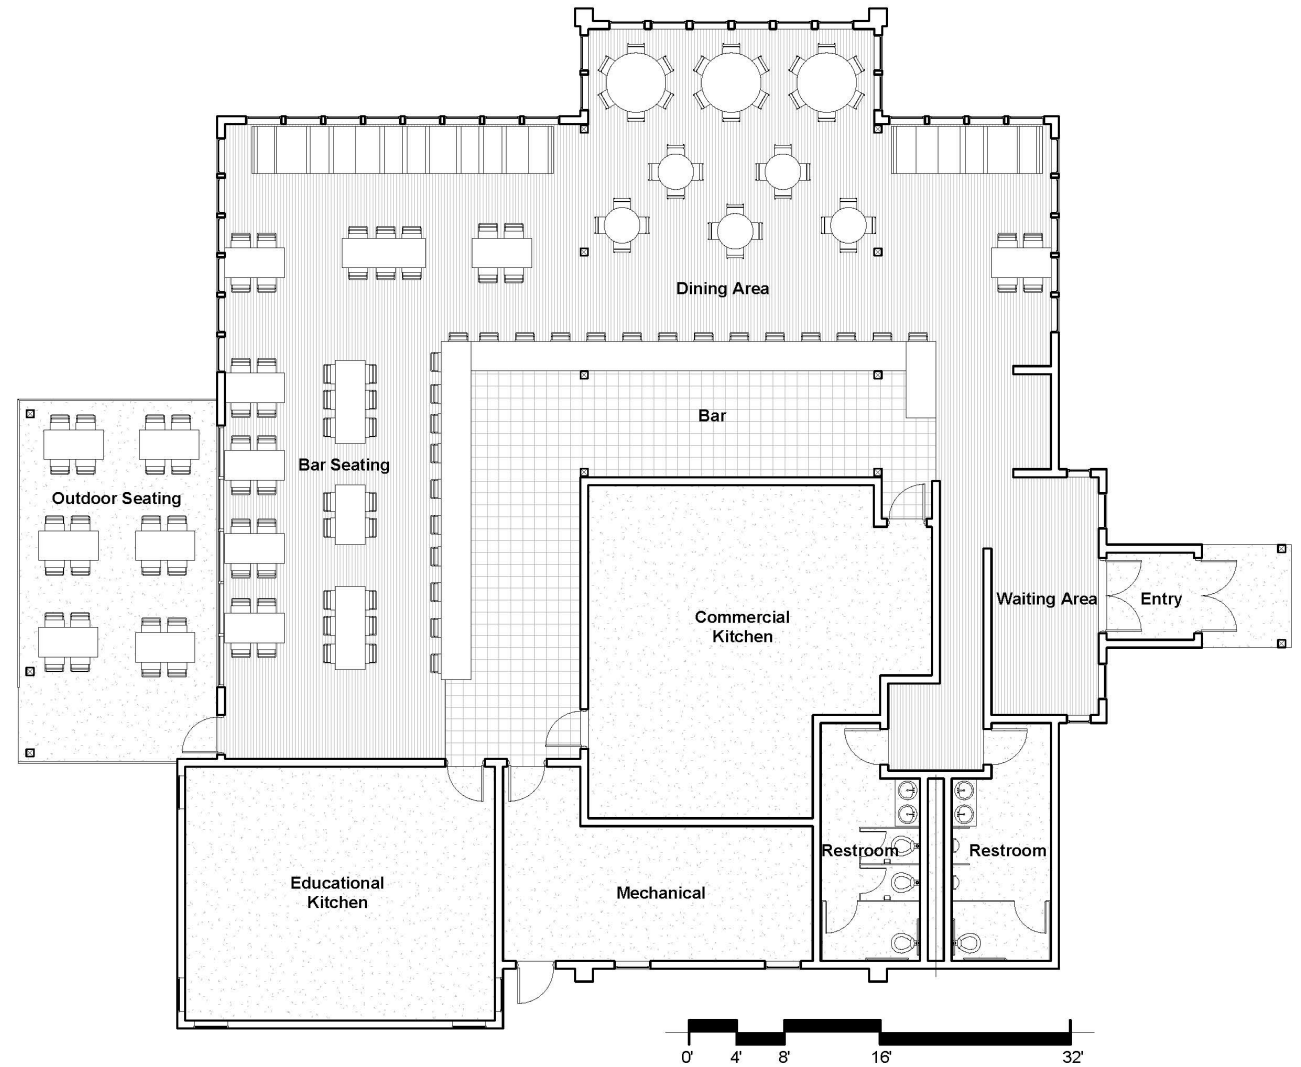 Dining Area
Bar
Bar Seating
Outdoor Seating
Waiting Area
Entry
Commercial
Kitchen
Restroom
Restroom
Educational
Kitchen
Mechanical
0'
4'
8'
16'
32'